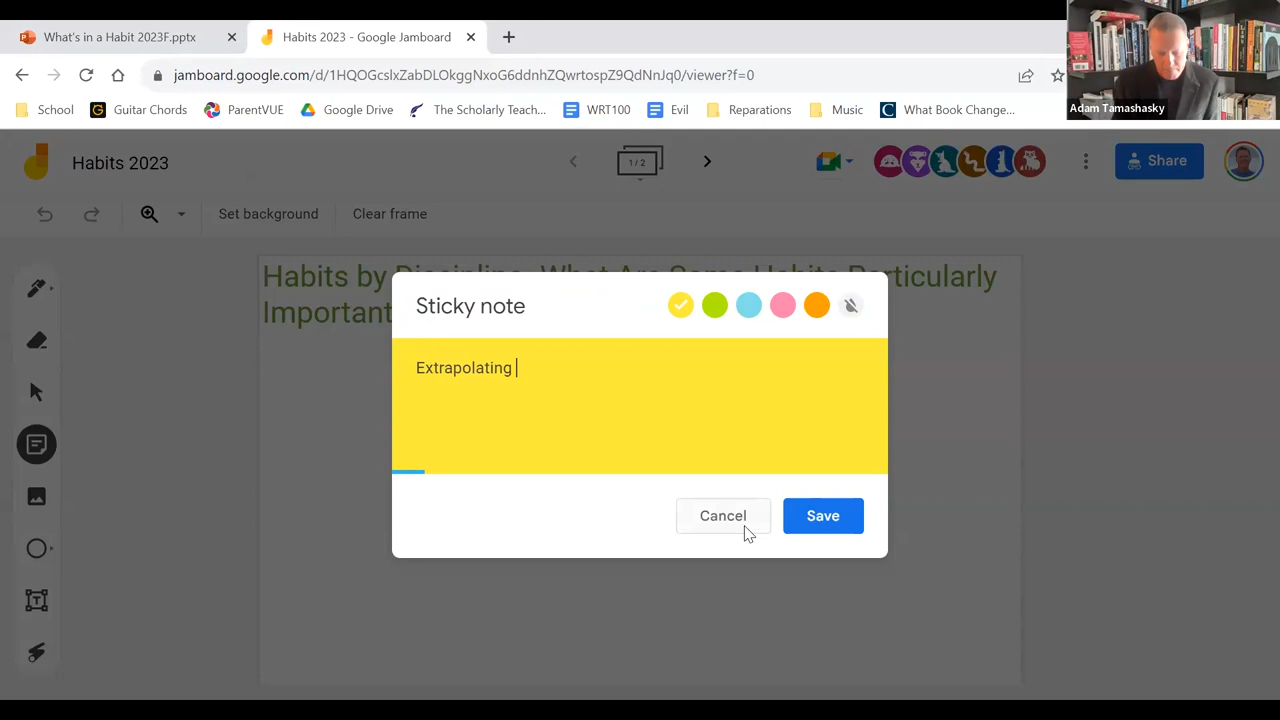 What's in a Habit 2023F.pptx
Habits 2023 - Google Jamboard
jamboard.google.com/d/1HQOGcslxZabDLOkggNxoG6ddnhZQwrtospZ9QdNnJq0/viewer?f=0
School
Guitar Chords
ParentVUE
Google Drive
The Scholarly Teach...
WRT100
Evil
Reparations
Music
What Book Change...
Adam Tamashasky
Habits 2023
1 / 2
Share
Set background
Clear frame
Habits by Discipline: What Are Some Habits Particularly
Important
Sticky note
Extrapolating
Cancel
Save